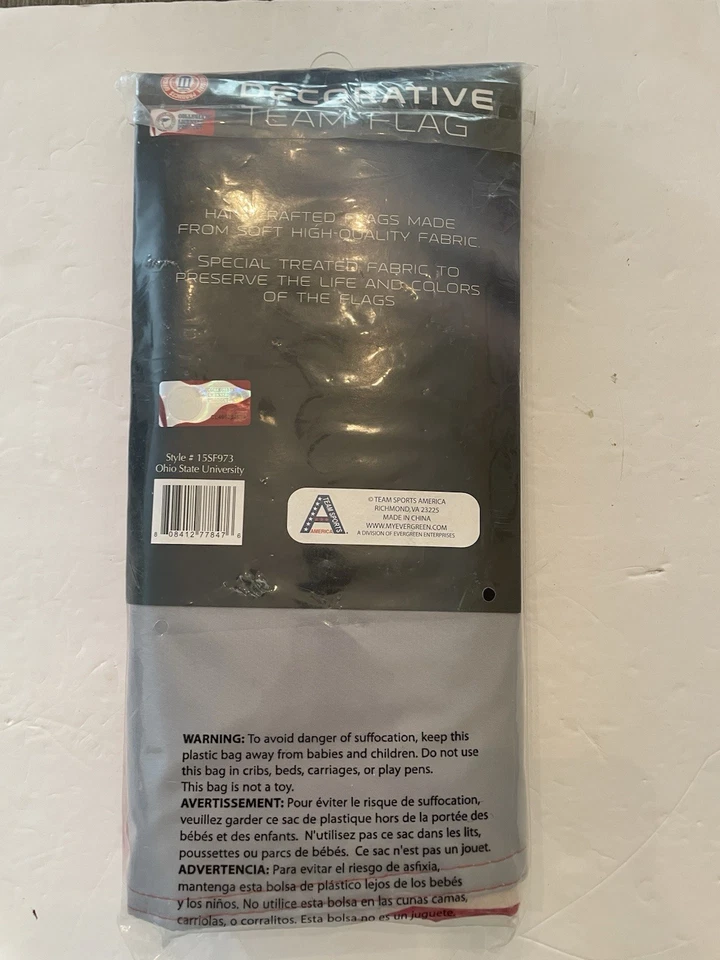 DECORATIVE
TEAM FLAG
HANDCRAFTED FLAGS MADE
FROM SOFT HIGH-QUALITY FABRIC.
SPECIAL TREATED FABRIC TO
PRESERVE THE LIFE AND COLORS
OF THE FLAGS
Style # 15SF973
Ohio State University
8 08412 77847 6
TEAM SPORTS
AMERICA
© TEAM SPORTS AMERICA
RICHMOND, VA 23225
MADE IN CHINA
WWW.MYEVERGREEN.COM
A DIVISION OF EVERGREEN ENTERPRISES
WARNING: To avoid danger of suffocation, keep this
plastic bag away from babies and children. Do not use
this bag in cribs, beds, carriages, or play pens.
This bag is not a toy.
AVERTISSEMENT: Pour éviter le risque de suffocation,
veuillez garder ce sac de plastique hors de la portée des
bébés et des enfants. N'utilisez pas ce sac dans les lits,
poussettes ou parcs de bébés. Ce sac n'est pas un jouet.
ADVERTENCIA: Para evitar el riesgo de asfixia,
mantenga esta bolsa de plástico lejos de los bebés
y los niños. No utilice esta bolsa en las cunas camas,
carriolas, o corralitos. Esta bolsa no es un juguete.